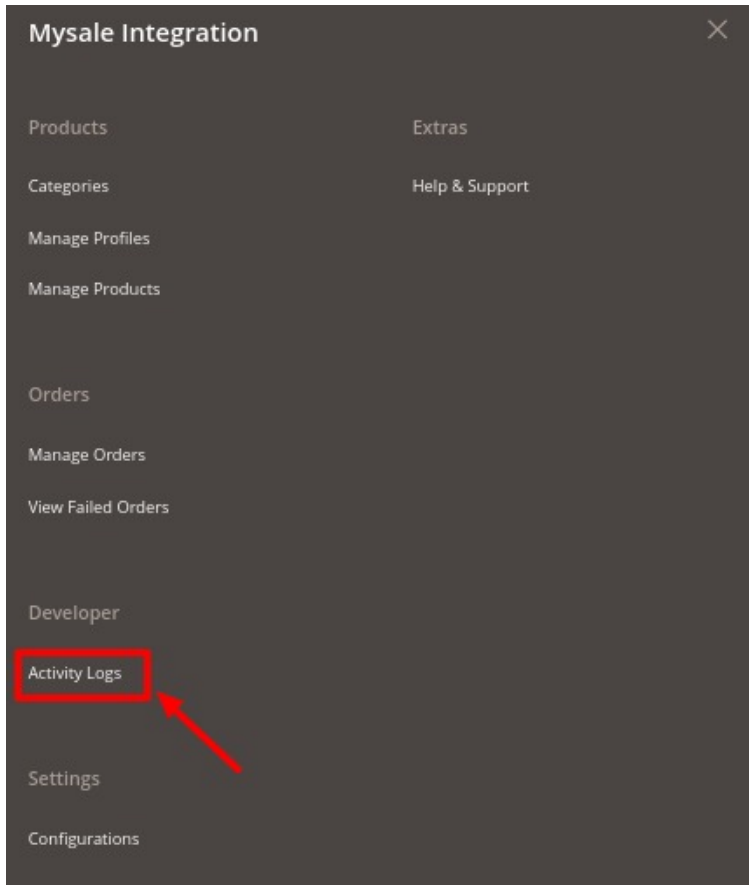 Mysale Integration
Products
Categories
Manage Profiles
Manage Products
Orders
Manage Orders
View Failed Orders
Developer
Activity Logs
Settings
Configurations
Extras
Help & Support